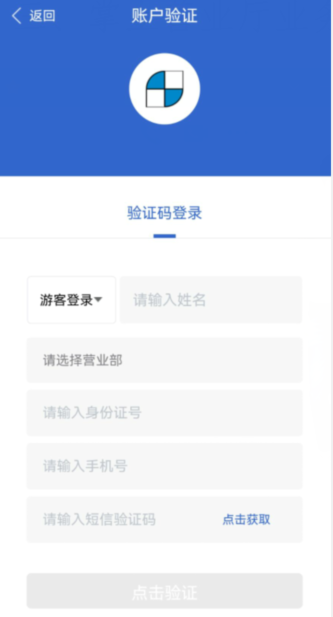 返回 账户验证
验证码登录
游客登录 请输入姓名
请选择营业部
请输入身份证号
请输入手机号
请输入短信验证码 点击获取
点击验证